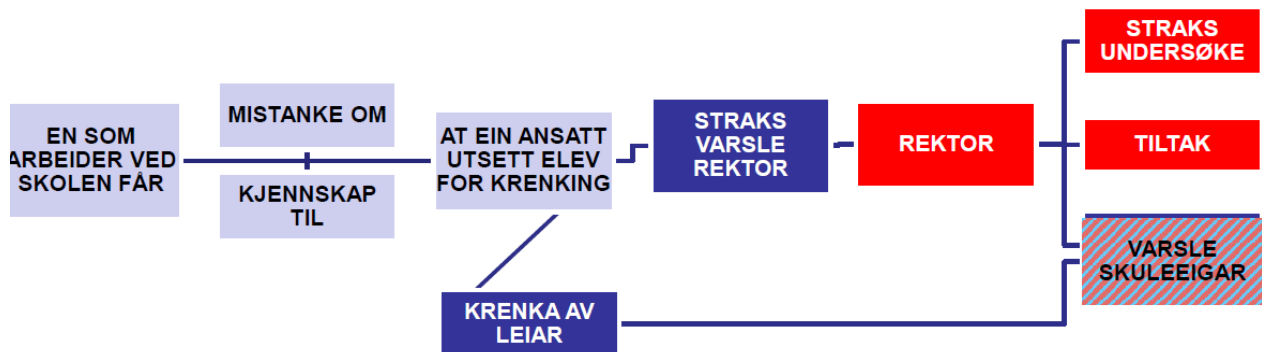 EN SOM
ARBEIDER VED
SKOLEN FÅR
MISTANKE OM
KJENNSKAP
TIL
AT EIN ANSATT
UTSETT ELEV
FOR KRENKING
STRAKS
VARSLE
REKTOR
KRENKA AV
LEIAR
REKTOR
STRAKS
UNDERSØKE
TILTAK
VARSLE
SKULEEIGAR